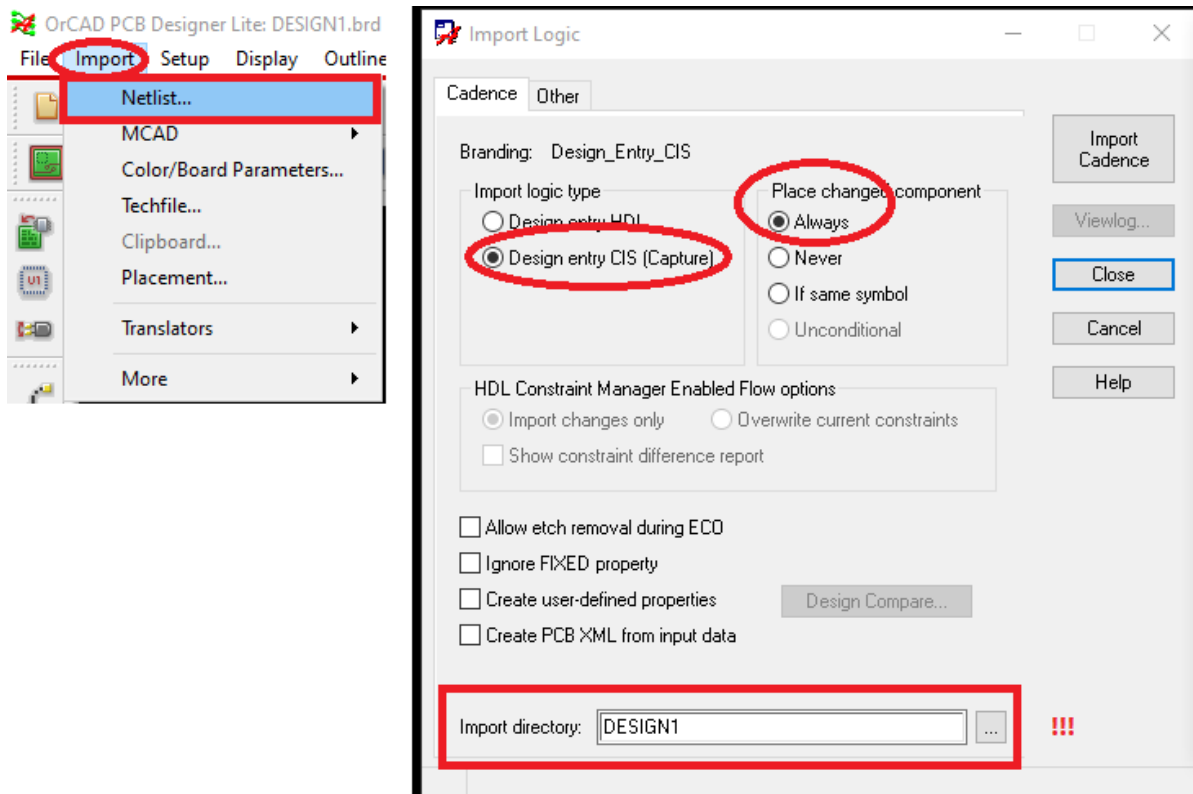 OrCAD PCB Designer Lite: DESIGN1.brd
File Import Setup Display Outline
Netlist...
MCAD
Color/Board Parameters...
Techfile...
Clipboard...
Placement...
Translators
More
U1
Import Logic
Cadence Other
Branding: Design_Entry_CIS
Import logic type
Design entry HDL
Design entry CIS (Capture)
Place changed component
Always
Never
If same symbol
Unconditional
HDL Constraint Manager Enabled Flow options
Import changes only Overwrite current constraints
Show constraint difference report
Allow etch removal during ECO
Ignore FIXED property
Create user-defined properties Design Compare...
Create PCB XML from input data
Import directory: DESIGN1 ... !!!
Import
Cadence
Viewlog...
Close
Cancel
Help